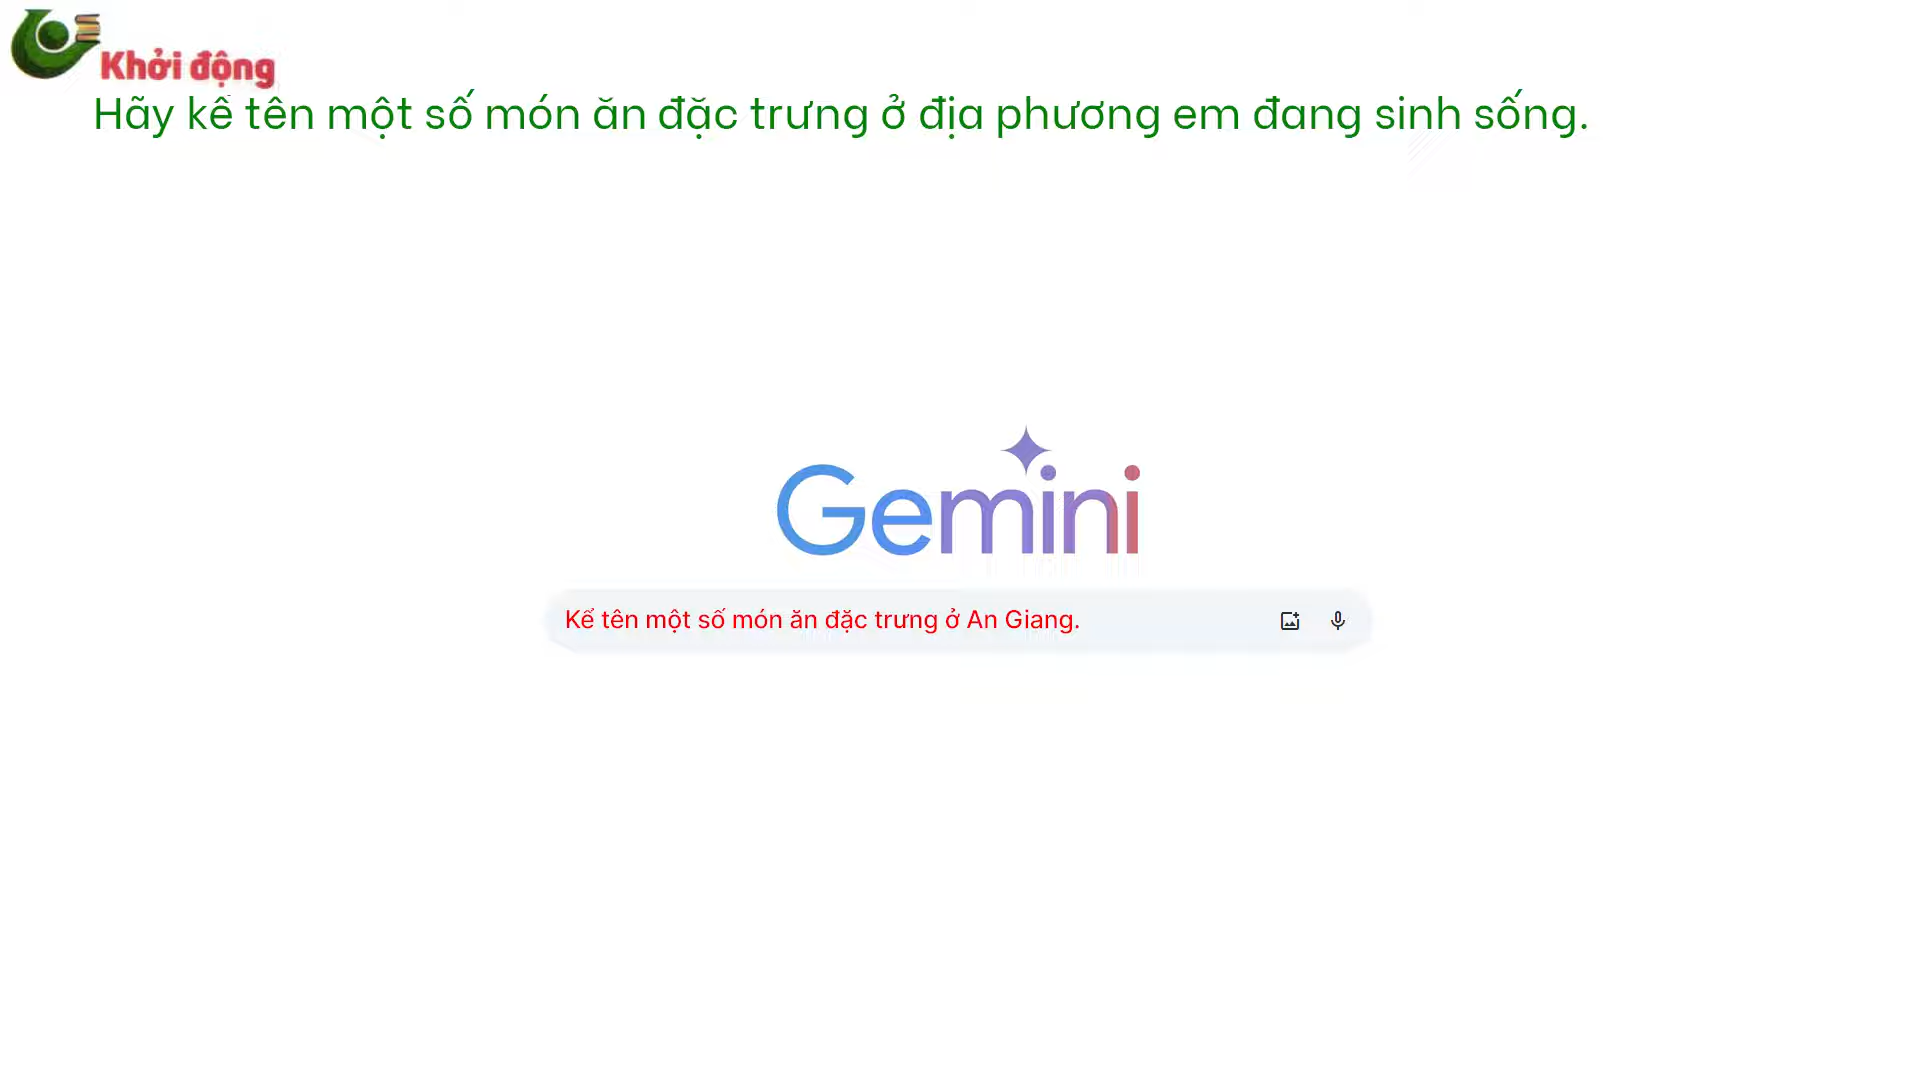 Khởi động
Hãy kể tên một số món ăn đặc trưng ở địa phương em đang sinh sống.
Gemini
Kể tên một số món ăn đặc trưng ở An Giang.